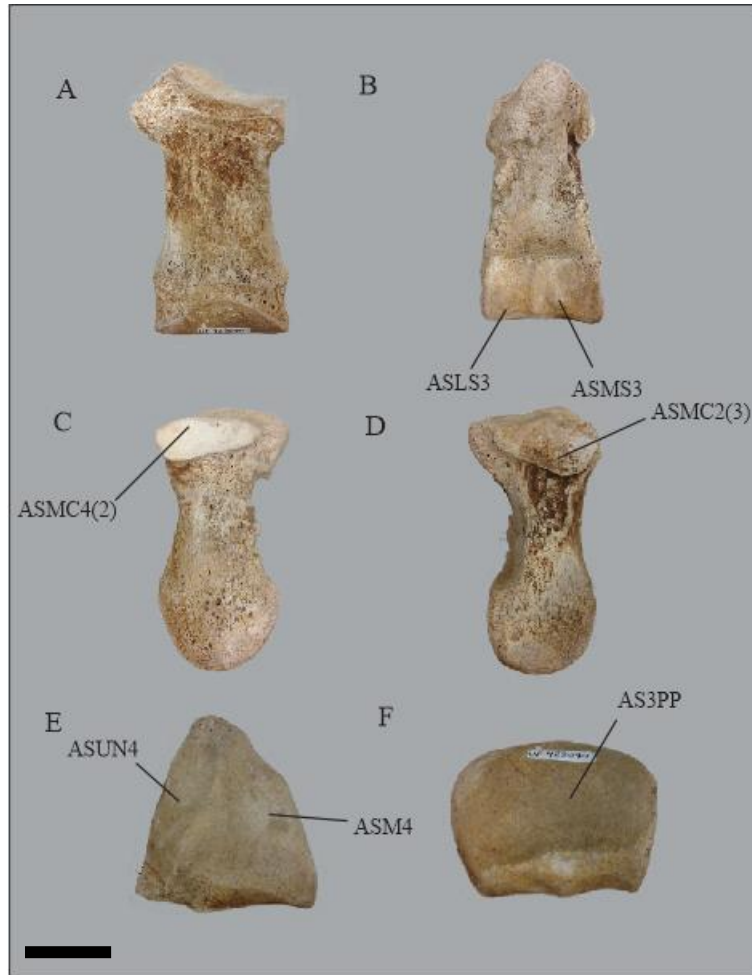 A
B
ASLS3
ASMS3
C
D
ASMC2(3)
ASMC4(2)
E
F
AS3PP
ASUN4
ASM4